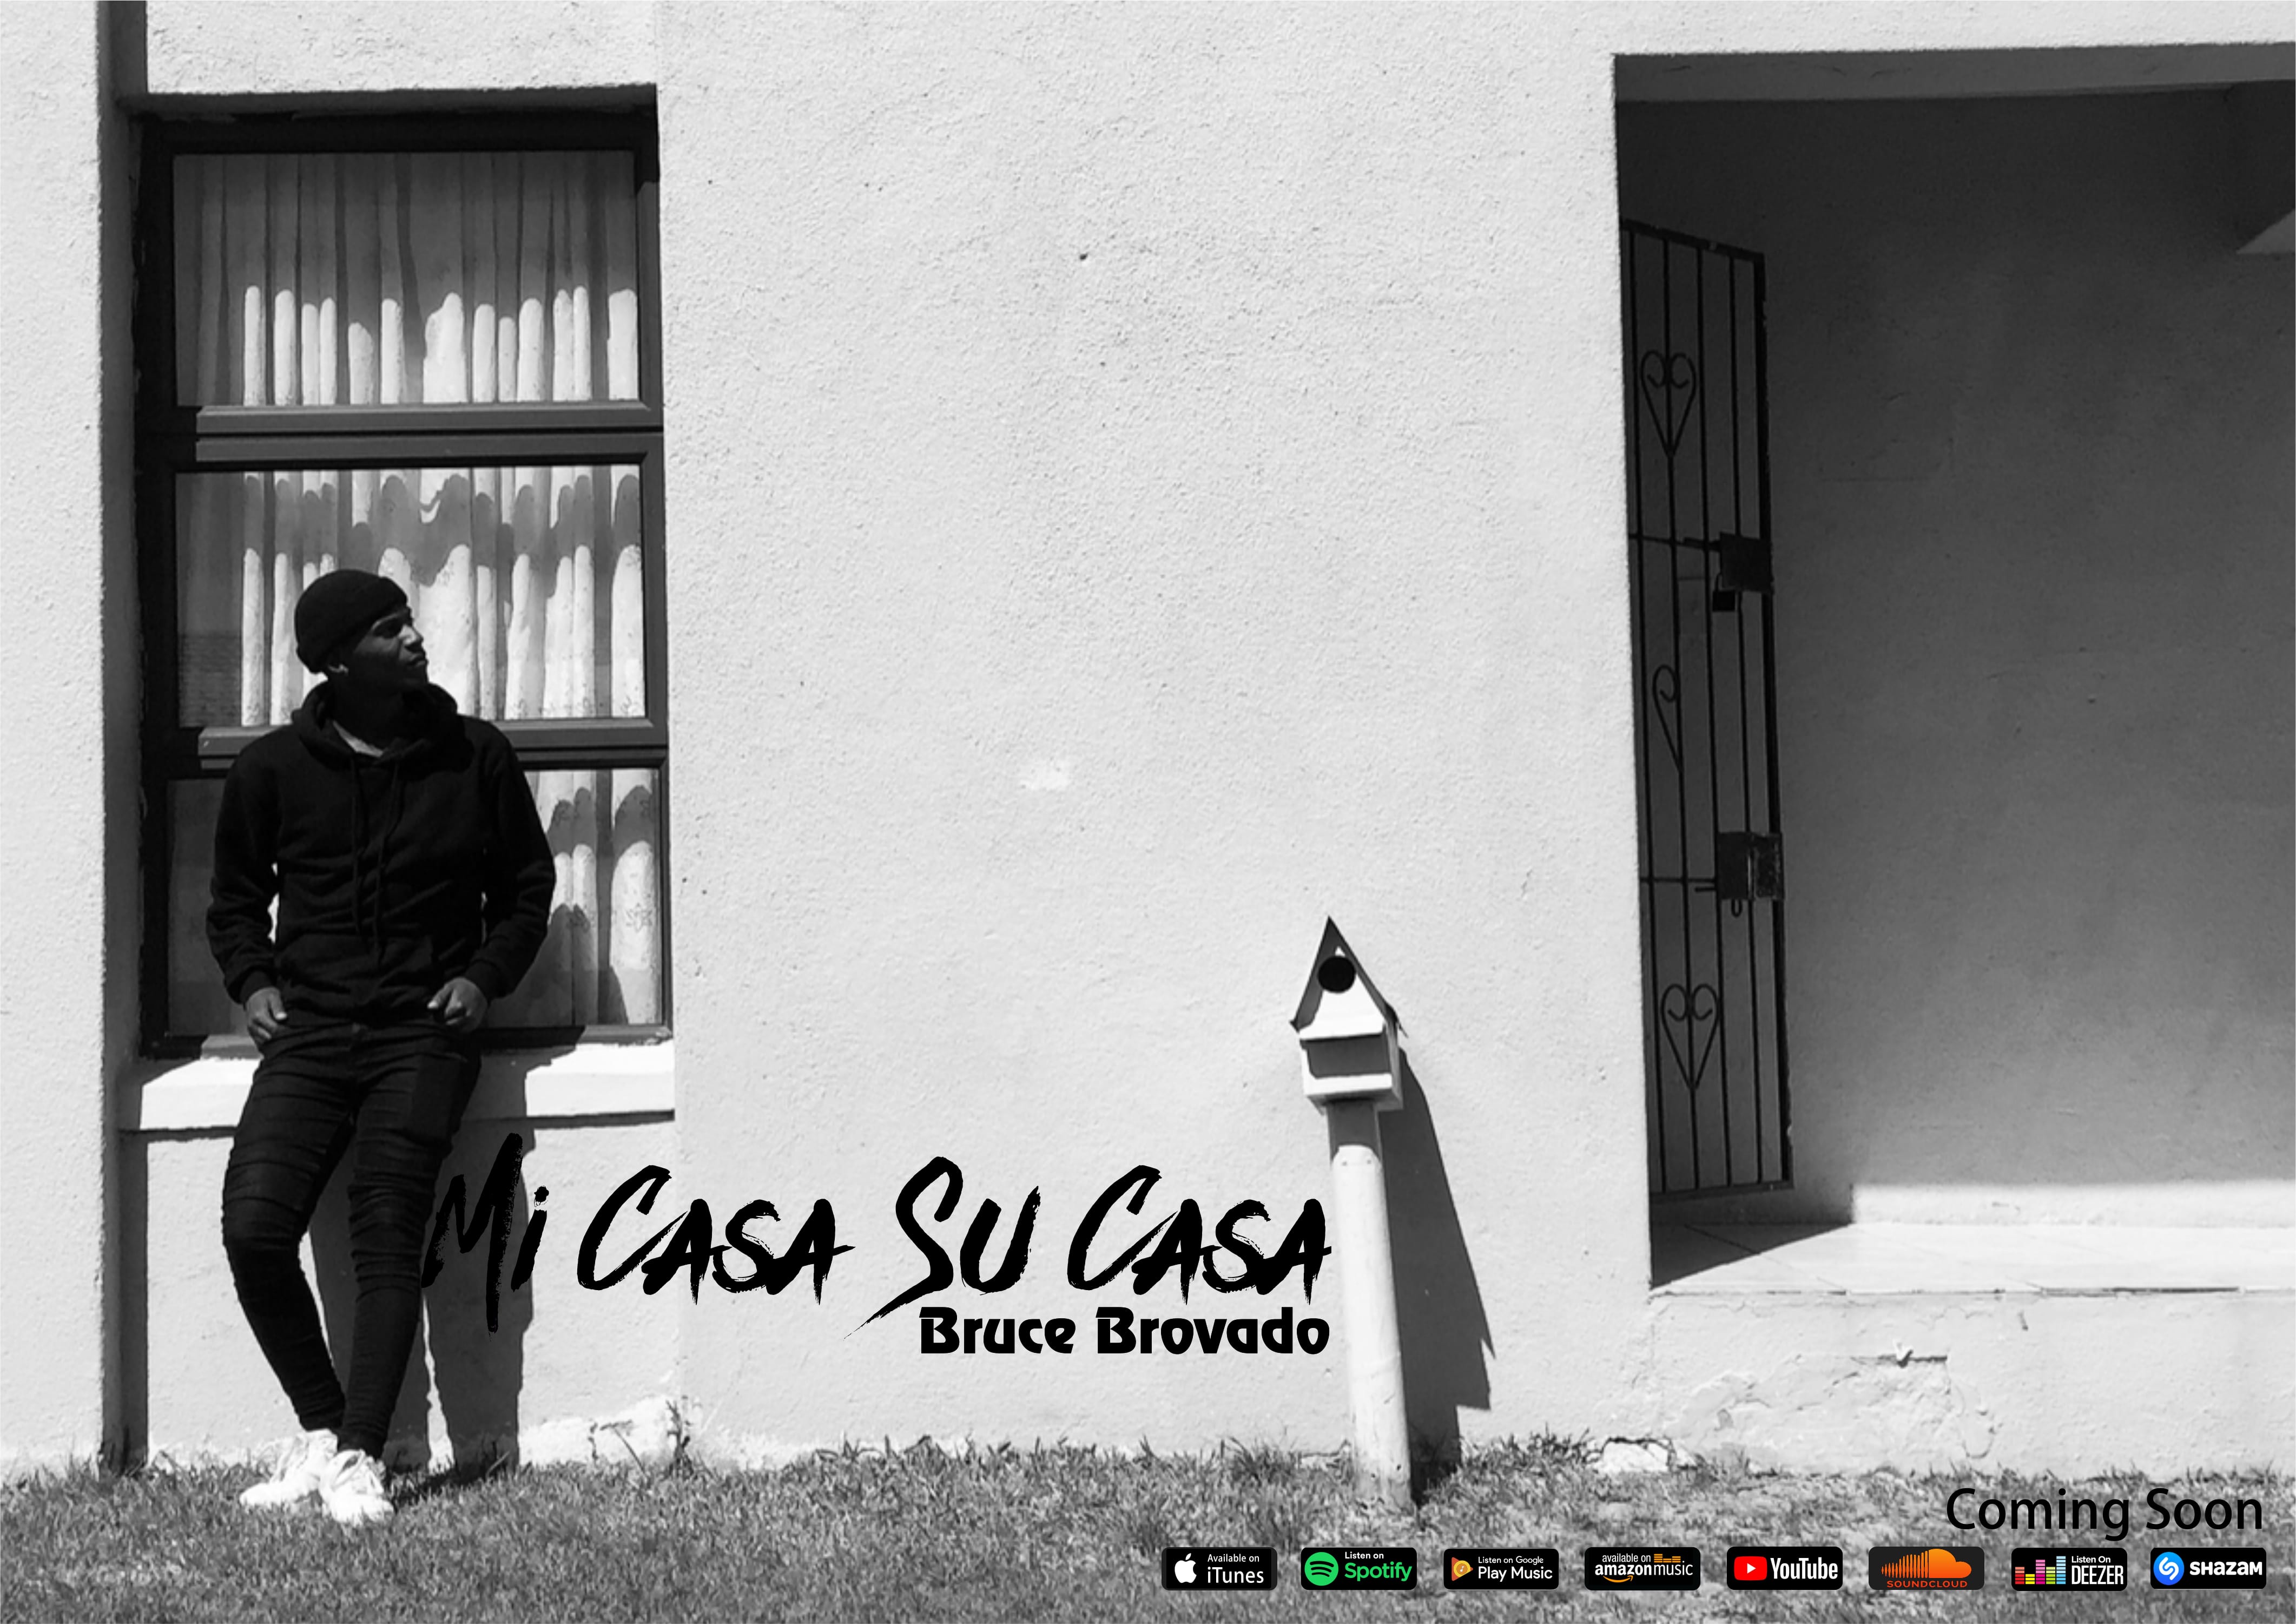 Mi Casa Su Casa
Bruce Brovado
Coming Soon
Available on
iTunes
Listen on
Spotify
Listen on Google
Play Music
available on
amazonmusic
YouTube
SOUNDCLOUD
Listen On
DEEZER
SHAZAM